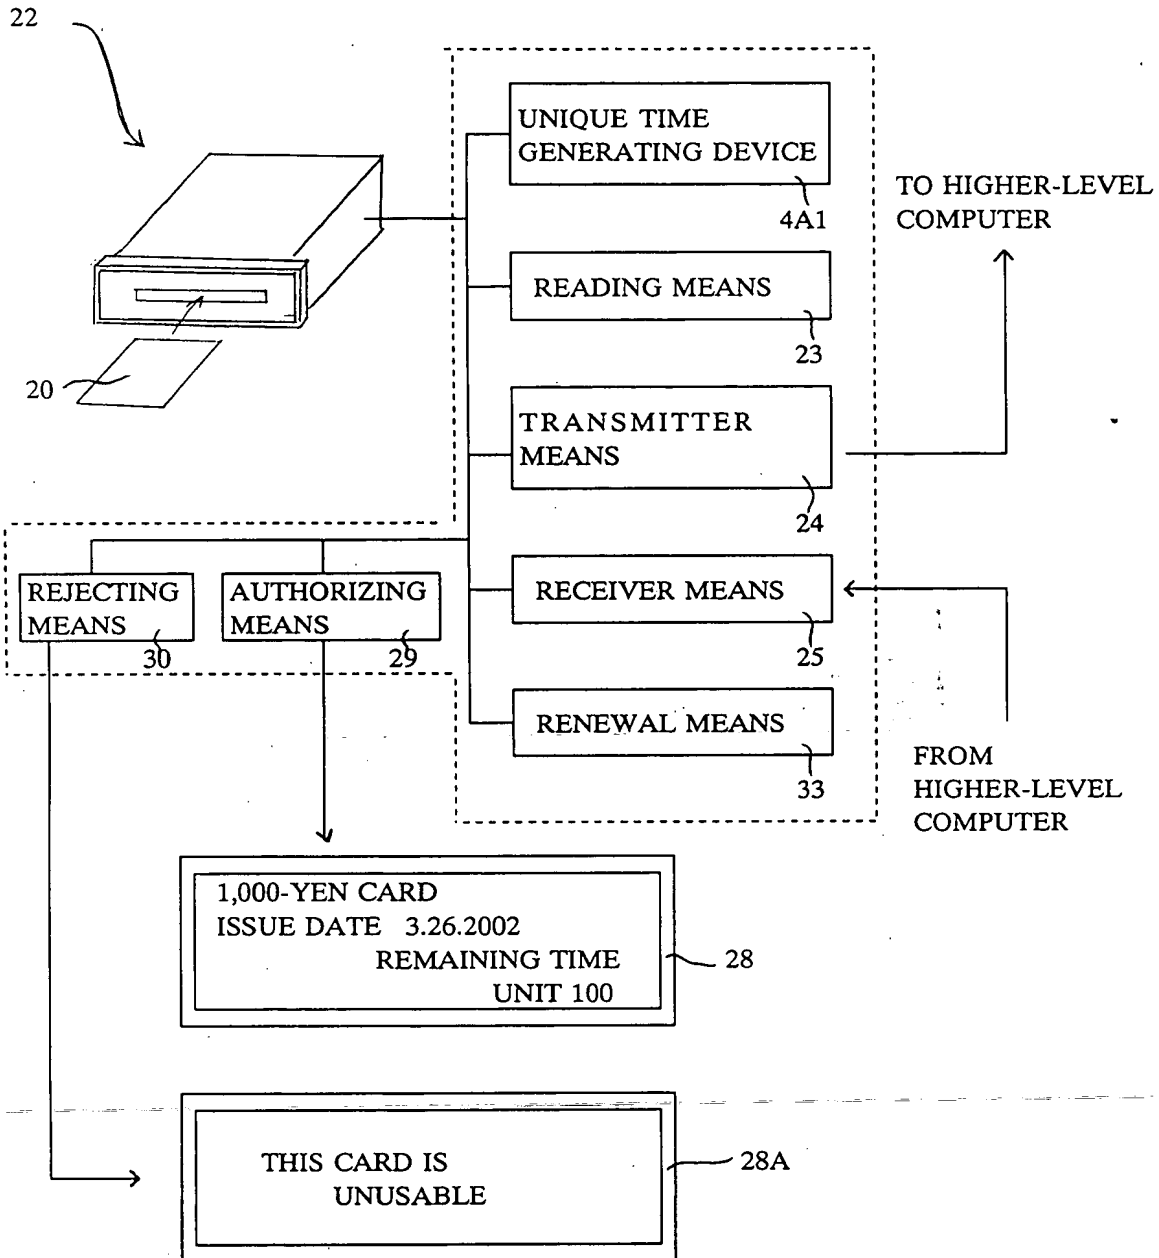 22
UNIQUE TIME
GENERATING DEVICE
4A1
TO HIGHER-LEVEL
COMPUTER
READING MEANS
23
20
TRANSMITTER
MEANS
24
REJECTING
MEANS
30
AUTHORIZING
MEANS
29
RECEIVER MEANS
25
RENEWAL MEANS
33
FROM
HIGHER-LEVEL
COMPUTER
1,000-YEN CARD
ISSUE DATE 3.26.2002
REMAINING TIME
UNIT 100
28
THIS CARD IS
UNUSABLE
28A